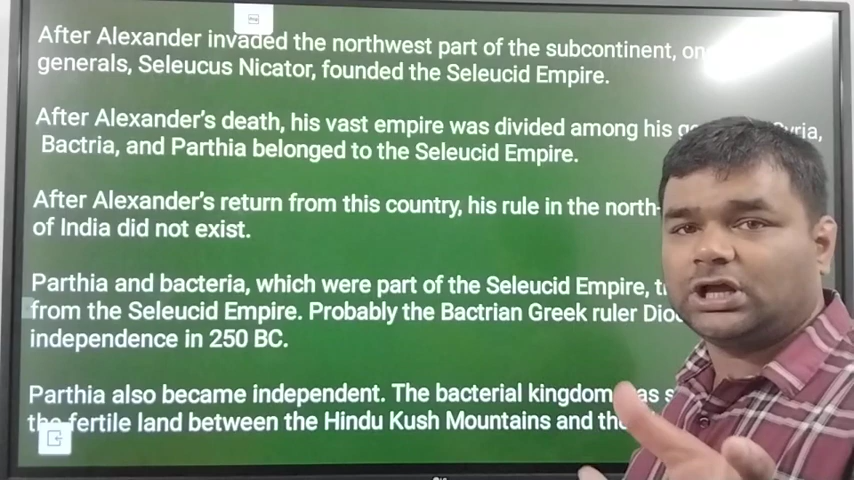 After Alexander invaded the northwest part of the subcontinent,
generals, Seleucus Nicator, founded the Seleucid Empire.
After Alexander's death, his vast empire was divided among his Syria,
Bactria, and Parthia belonged to the Seleucid Empire.
After Alexander's return from this country, his rule in the north-
of India did not exist.
Parthia and bacteria, which were part of the Seleucid Empire,
from the Seleucid Empire. Probably the Bactrian Greek ruler
independence in 250 BC.
Parthia also became independent. The bacterial kingdom
the fertile land between the Hindu Kush Mountains and the